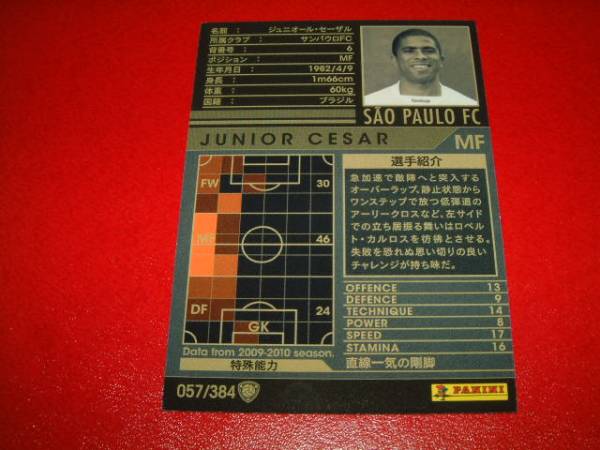 名前 : ジュニオール・セーザル
所属クラブ : サンパウロFC
背番号 : 6
ポジション : MF
生年月日 : 1982/4/9
身長 : 1m66cm
体重 : 60kg
国籍 : ブラジル
SÃO PAULO FC
JUNIOR CESAR
MF
FW 30
MF 46
DF 24
GK
Data from 2009-2010 season.
選手紹介
急加速で敵陣へと突入する
オーバーラップ、静止状態から
ワンステップで放つ低弾道の
アーリークロスなど、左サイド
での立ち居振る舞いはロベル
ト・カルロスを彷彿とさせる。
失敗を恐れぬ思い切りの良い
チャレンジが持ち味だ。
OFFENCE 13
DEFENCE 9
TECHNIQUE 14
POWER 8
SPEED 17
STAMINA 16
特殊能力
直線一気の剛脚
057/384
PANINI